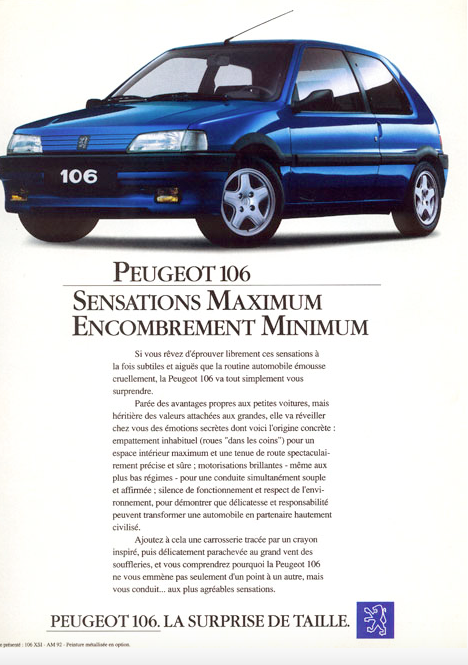 106
PEUGEOT 106
SENSATIONS MAXIMUM
ENCOMBREMENT MINIMUM
Si vous rêvez d'éprouver librement ces sensations à
la fois subtiles et aiguës que la routine automobile émousse
cruellement, la Peugeot 106 va tout simplement vous
surprendre.
Parée des avantages propres aux petites voitures, mais
héritière des valeurs attachées aux grandes, elle va réveiller
chez vous des émotions secrètes dont voici l'origine concrète :
empattement inhabituel (roues "dans les coins") pour un
espace intérieur maximum et une tenue de route spectaculai-
rement précise et sûre ; motorisations brillantes - même aux
plus bas régimes - pour une conduite simultanément souple
et affirmée ; silence de fonctionnement et respect de l'envi-
ronnement, pour démontrer que délicatesse et responsabilité
peuvent transformer une automobile en partenaire hautement
civilisé.
Ajoutez à cela une carrosserie tracée par un crayon
inspiré, puis délicatement parachevée au grand vent des
souffleries, et vous comprendrez pourquoi la Peugeot 106
ne vous emmène pas seulement d'un point à un autre, mais
vous conduit... aux plus agréables sensations.
PEUGEOT 106. LA SURPRISE DE TAILLE.
présenté : 106 XSI - AM 92 - Peinture métallisée en option.